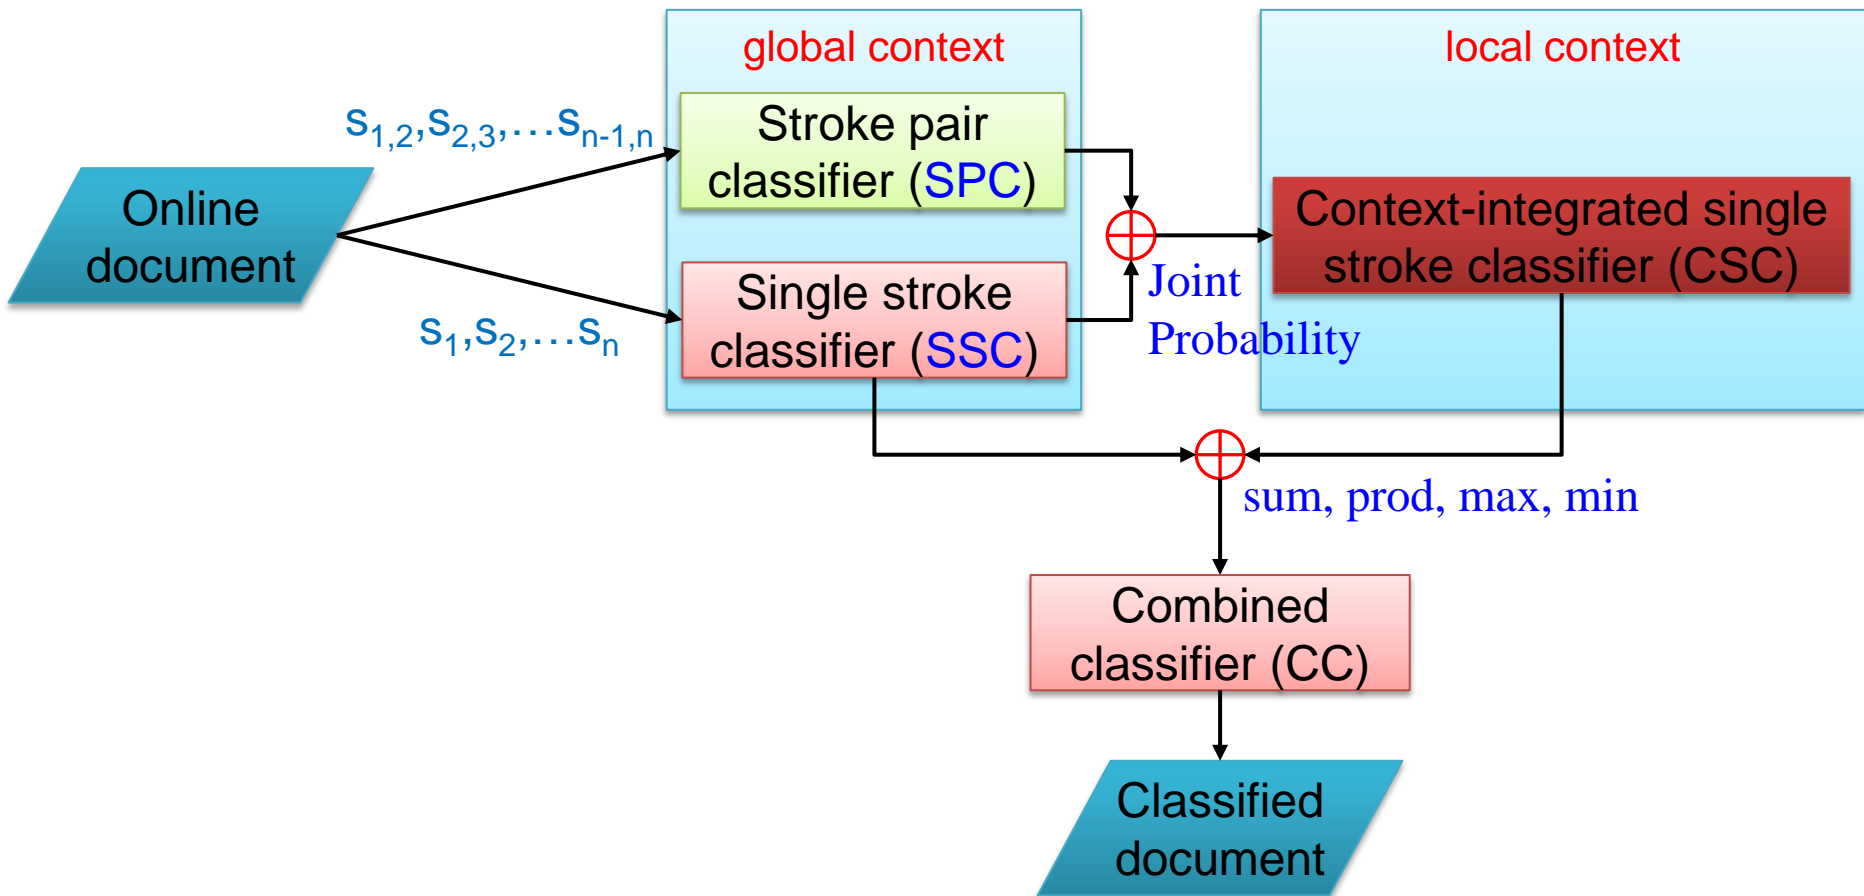 global context
local context
s1,2,s2,3,…sn-1,n
Stroke pair
classifier (SPC)
Online
document
Context-integrated single
stroke classifier (CSC)
Single stroke
classifier (SSC)
Joint
Probability
s1,s2,…sn
sum, prod, max, min
Combined
classifier (CC)
Classified
document